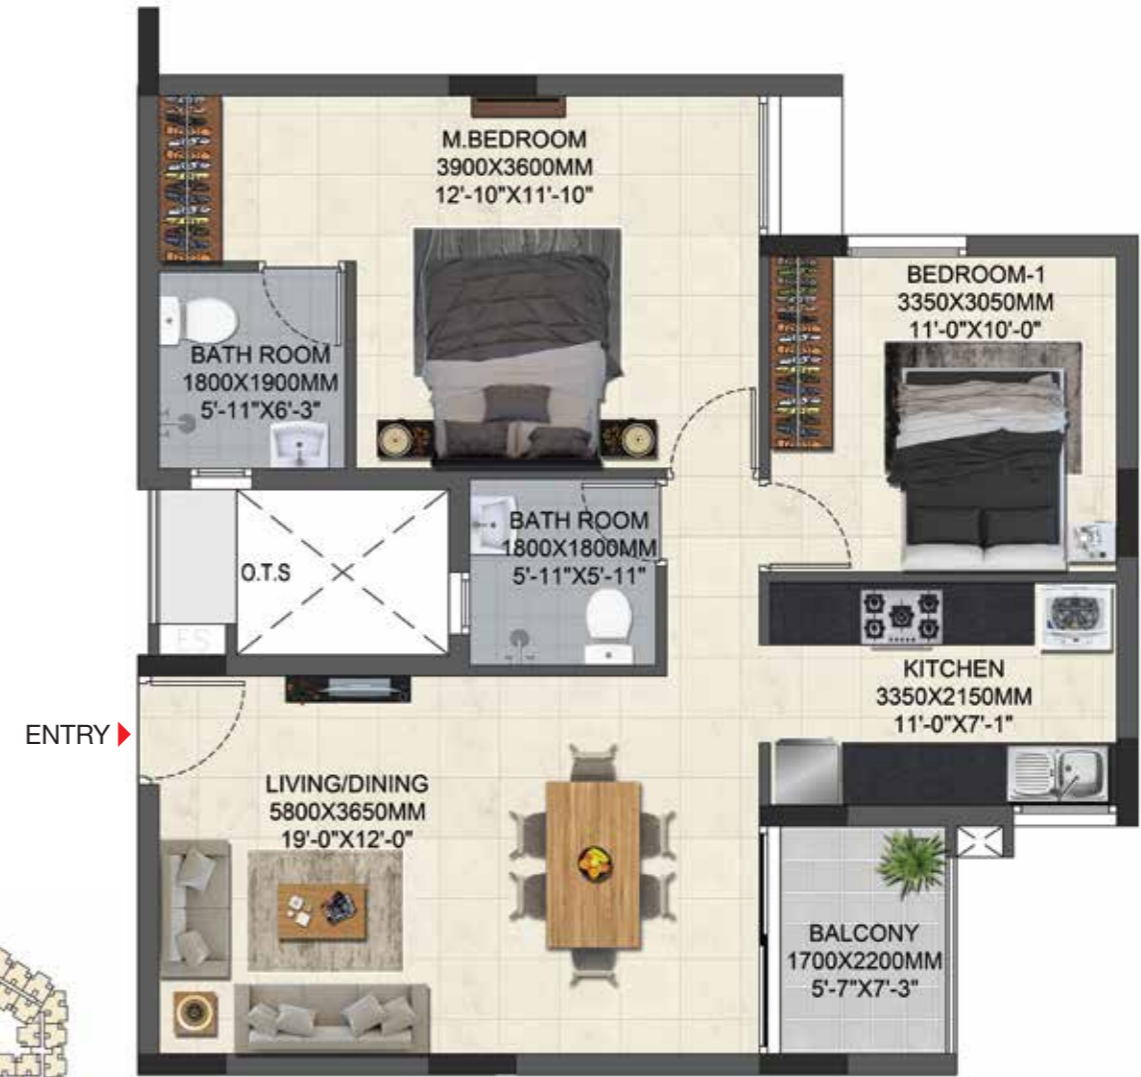 M.BEDROOM
3900X3600MM
12'-10"X11'-10"
BEDROOM-1
3350X3050MM
11'-0"X10'-0"
BATH ROOM
1800X1900MM
5'-11"X6'-3"
BATH ROOM
1800X1800MM
5'-11"X5'-11"
O.T.S
ES
KITCHEN
3350X2150MM
11'-0"X7'-1"
ENTRY
LIVING/DINING
5800X3650MM
19'-0"X12'-0"
BALCONY
1700X2200MM
5'-7"X7'-3"